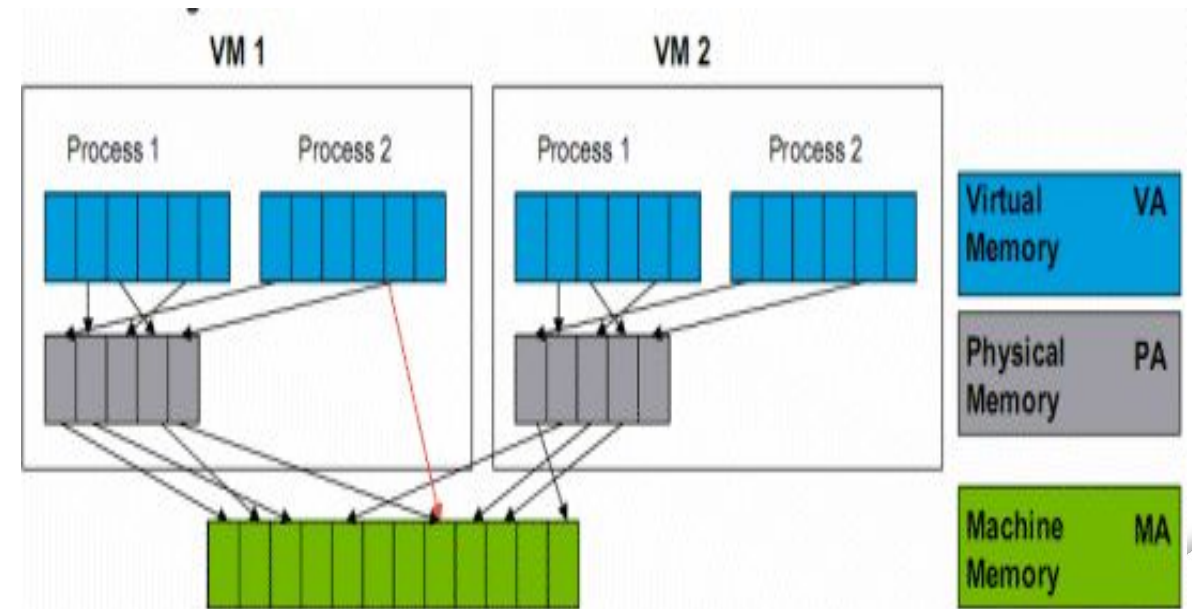 VM 1
VM 2
Process 1
Process 2
Process 1
Process 2
Virtual VA
Memory
Physical PA
Memory
Machine MA
Memory